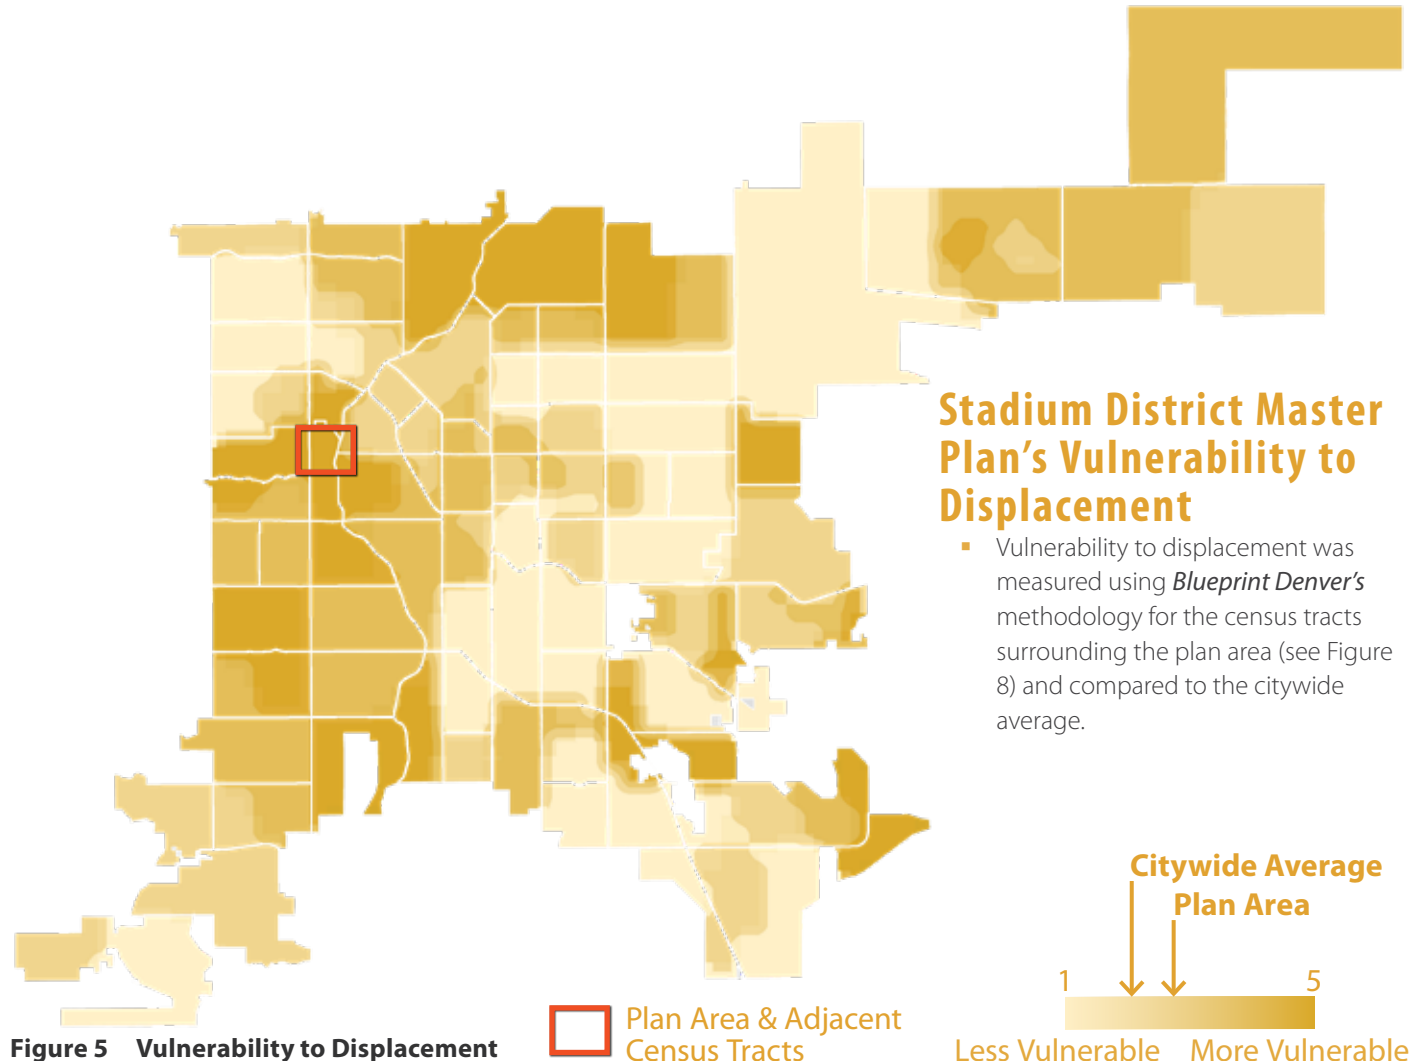 Stadium District Master
Plan’s Vulnerability to
Displacement
▪ Vulnerability to displacement was
measured using Blueprint Denver’s
methodology for the census tracts
surrounding the plan area (see Figure
8) and compared to the citywide
average.
Citywide Average
Plan Area
1 5
Less Vulnerable More Vulnerable
Plan Area & Adjacent
Census Tracts
Figure 5 Vulnerability to Displacement